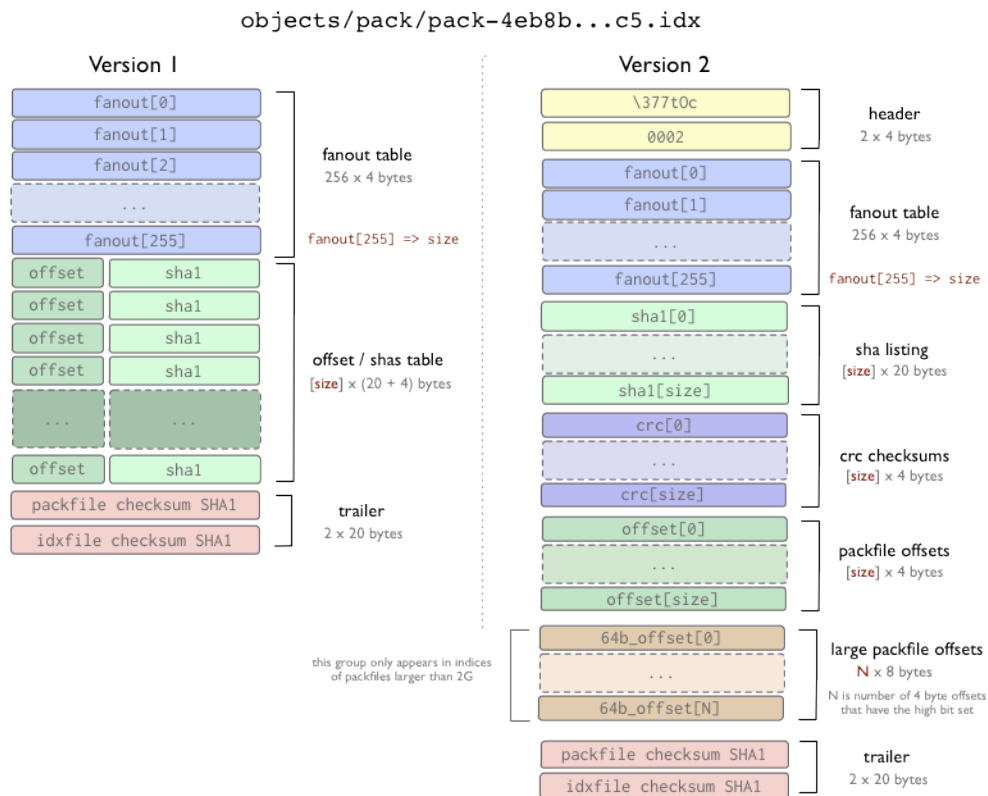 objects/pack/pack-4eb8b...c5.idx
Version 1
fanout[0]
fanout[1]
fanout[2]
...
fanout[255]
fanout table
256 x 4 bytes
fanout[255] => size
offset sha1
offset sha1
offset sha1
offset sha1
... ...
offset sha1
offset / shas table
[size] x (20 + 4) bytes
packfile checksum SHA1
idxfile checksum SHA1
trailer
2 x 20 bytes
Version 2
\377tOc
0002
header
2 x 4 bytes
fanout[0]
fanout[1]
...
fanout[255]
fanout table
256 x 4 bytes
fanout[255] => size
sha1[0]
...
sha1[size]
sha listing
[size] x 20 bytes
crc[0]
...
crc[size]
crc checksums
[size] x 4 bytes
offset[0]
...
offset[size]
packfile offsets
[size] x 4 bytes
this group only appears in indices
of packfiles larger than 2G
64b_offset[0]
...
64b_offset[N]
large packfile offsets
N x 8 bytes
N is number of 4 byte offsets
that have the high bit set
packfile checksum SHA1
idxfile checksum SHA1
trailer
2 x 20 bytes